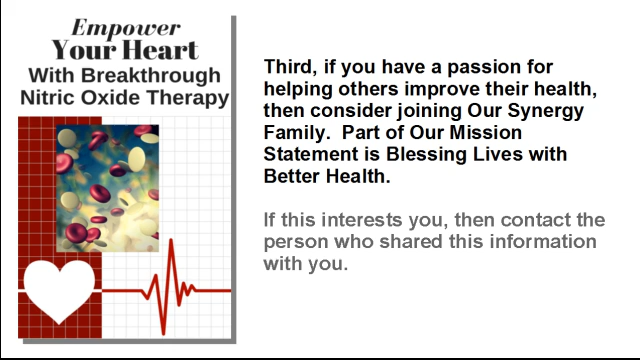 Empower
Your Heart
With Breakthrough
Nitric Oxide Therapy
Third, if you have a passion for
helping others improve their health,
then consider joining Our Synergy
Family.  Part of Our Mission
Statement is Blessing Lives with
Better Health.
If this interests you, then contact the
person who shared this information
with you.